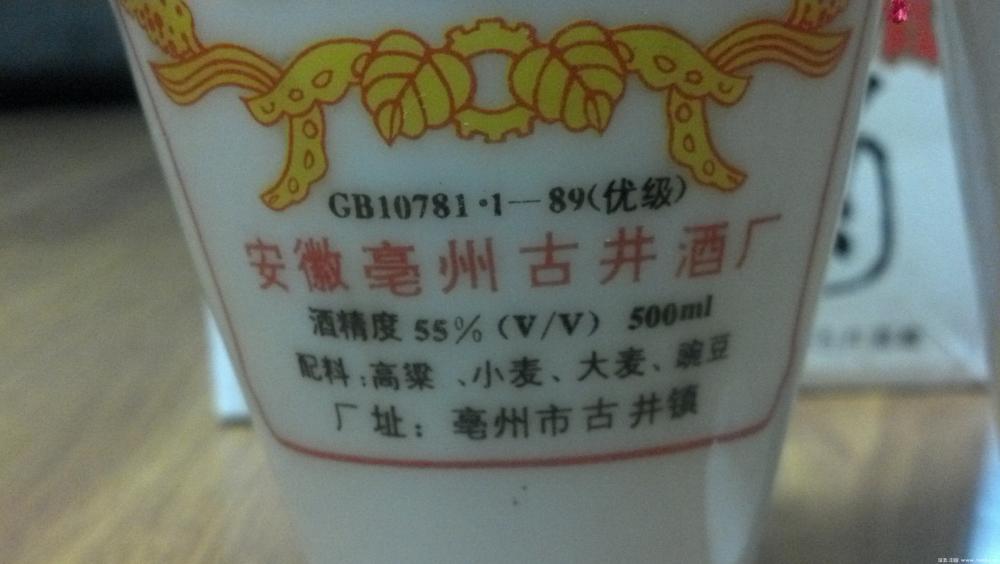 GB10781·1—89(优级)
安徽亳州古井酒厂
酒精度 55%（V/V） 500ml
配料:高粱、小麦、大麦、豌豆
厂址：亳州市古井镇